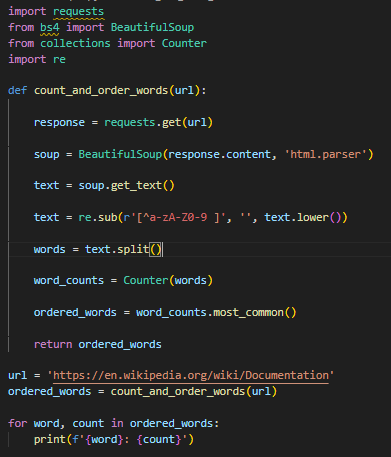 import requests
from bs4 import BeautifulSoup
from collections import Counter
import re
def count_and_order_words(url):
response = requests.get(url)
soup = BeautifulSoup(response.content, 'html.parser')
text = soup.get_text()
text = re.sub(r'[^a-zA-Z0-9 ]', '', text.lower())
words = text.split()
word_counts = Counter(words)
ordered_words = word_counts.most_common()
return ordered_words
url = 'https://en.wikipedia.org/wiki/Documentation'
ordered_words = count_and_order_words(url)
for word, count in ordered_words:
print(f'{word}: {count}')